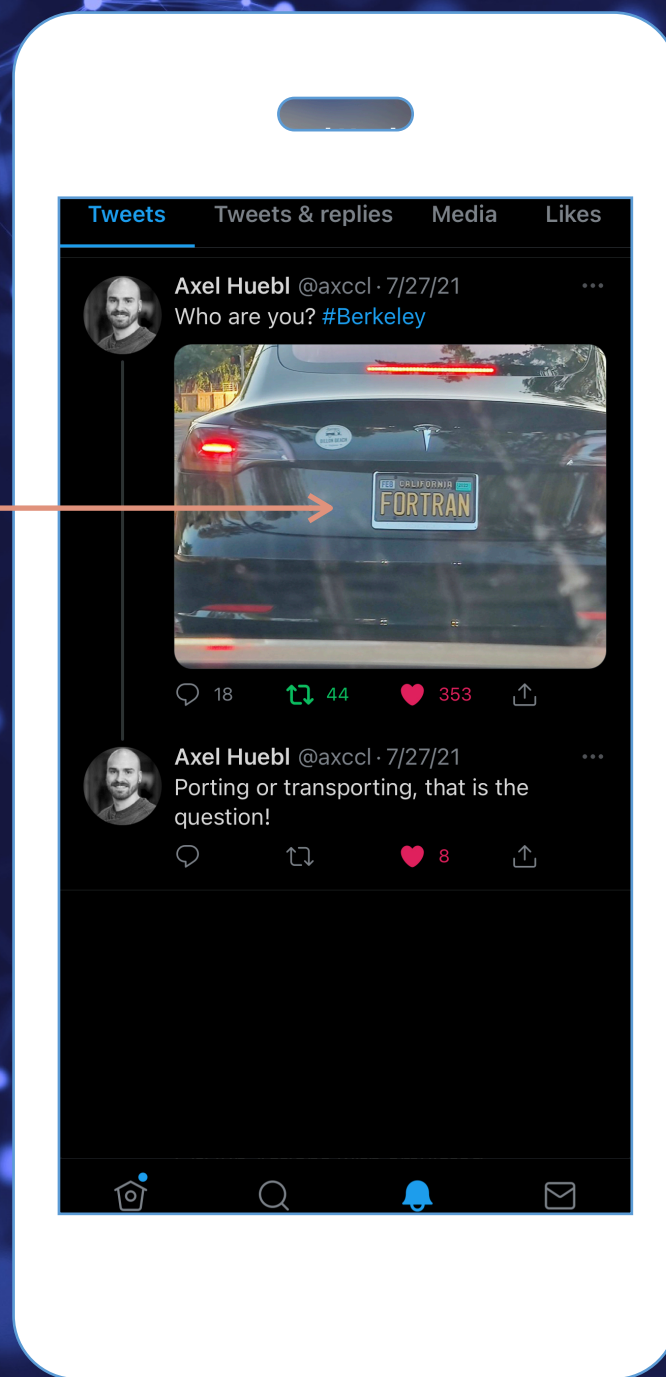 Tweets Tweets & replies Media Likes
Axel Huebl @axccl · 7/27/21
Who are you? #Berkeley
FEB CALIFORNIA
FORTRAN
18 44 353
Axel Huebl @axccl · 7/27/21
Porting or transporting, that is the
question!
8